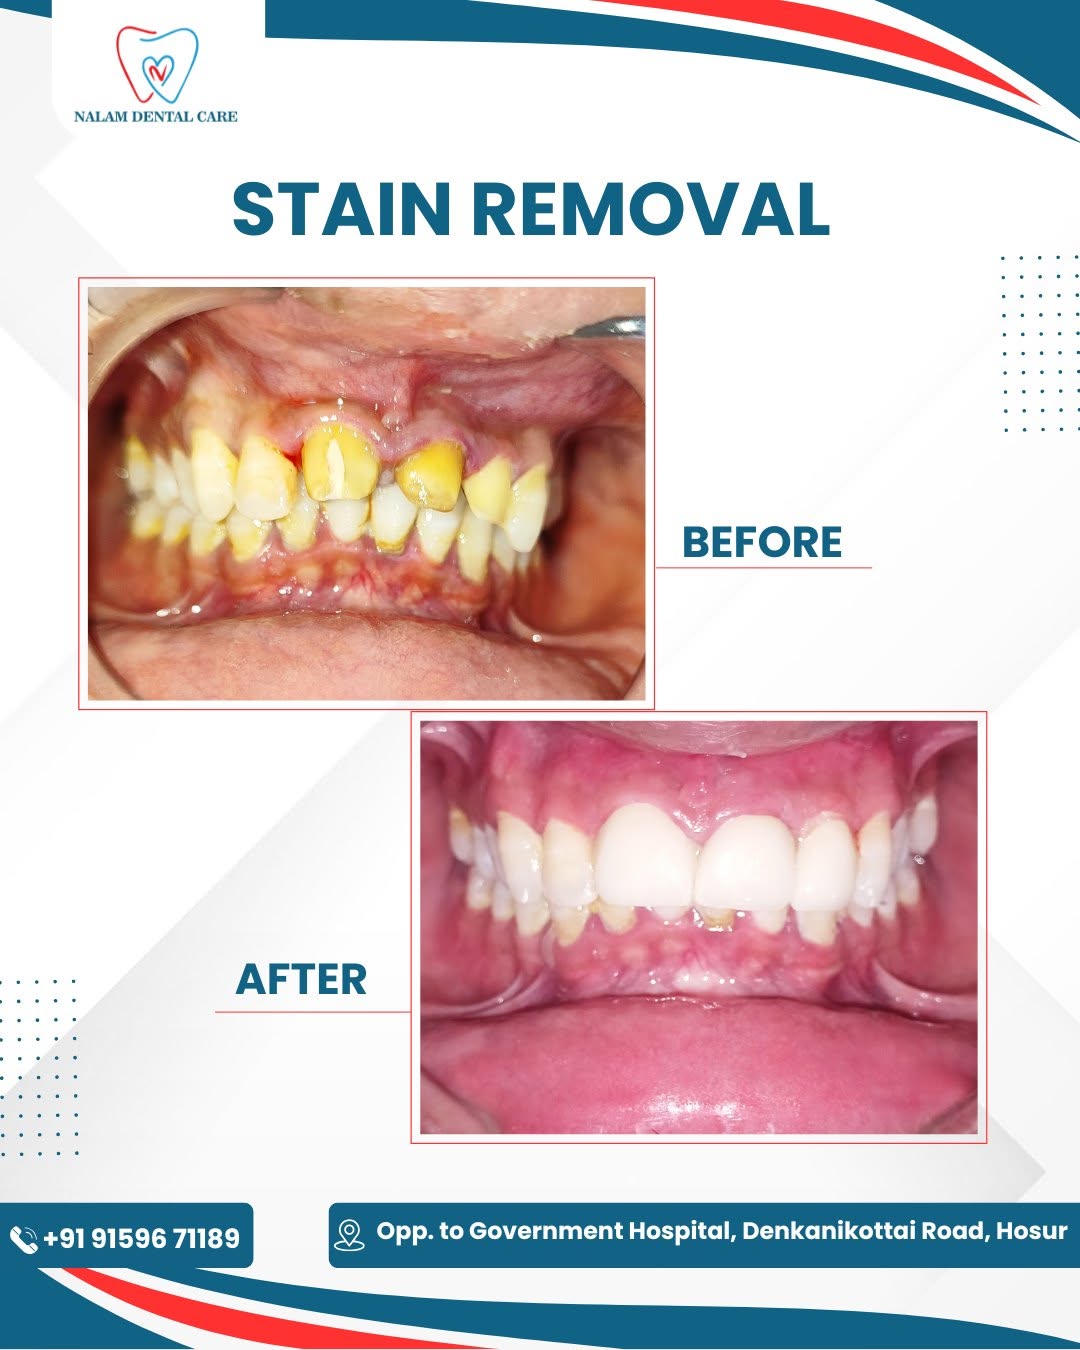 NALAM DENTAL CARE
STAIN REMOVAL
BEFORE
AFTER
+91 91596 71189
Opp. to Government Hospital, Denkanikottai Road, Hosur